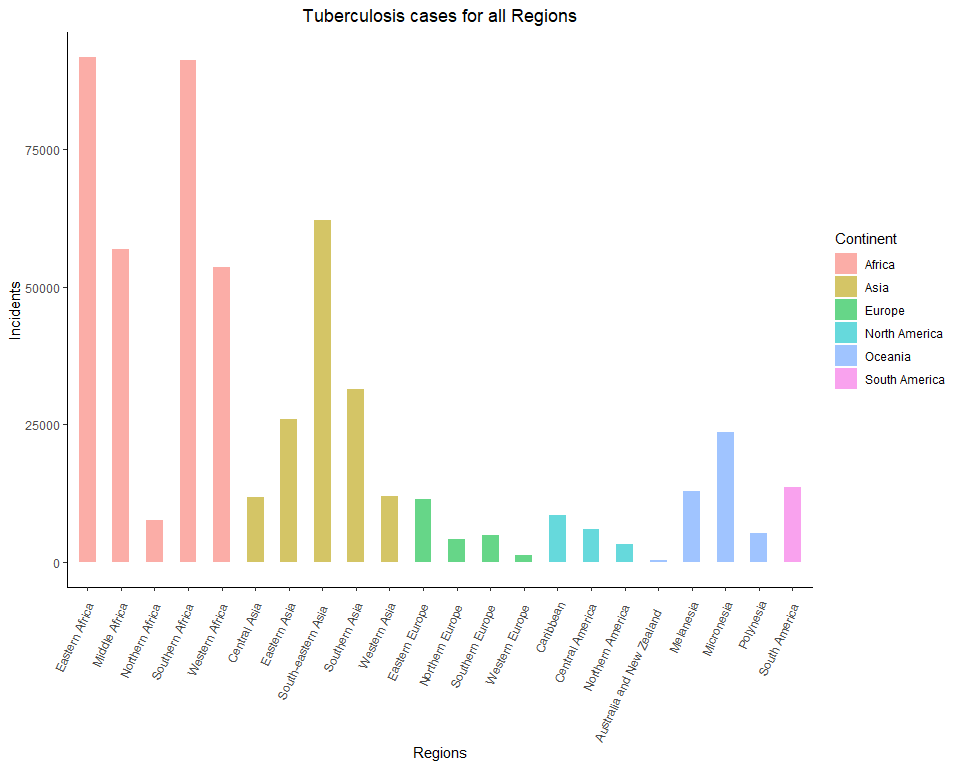 Tuberculosis cases for all Regions
Incidents
75000
50000
25000
0
Eastern Africa
Middle Africa
Northern Africa
Southern Africa
Western Africa
Central Asia
Eastern Asia
South-eastern Asia
Southern Asia
Western Asia
Eastern Europe
Northern Europe
Southern Europe
Western Europe
Caribbean
Central America
Northern America
Australia and New Zealand
Melanesia
Micronesia
Polynesia
South America
Regions
Continent
Africa
Asia
Europe
North America
Oceania
South America